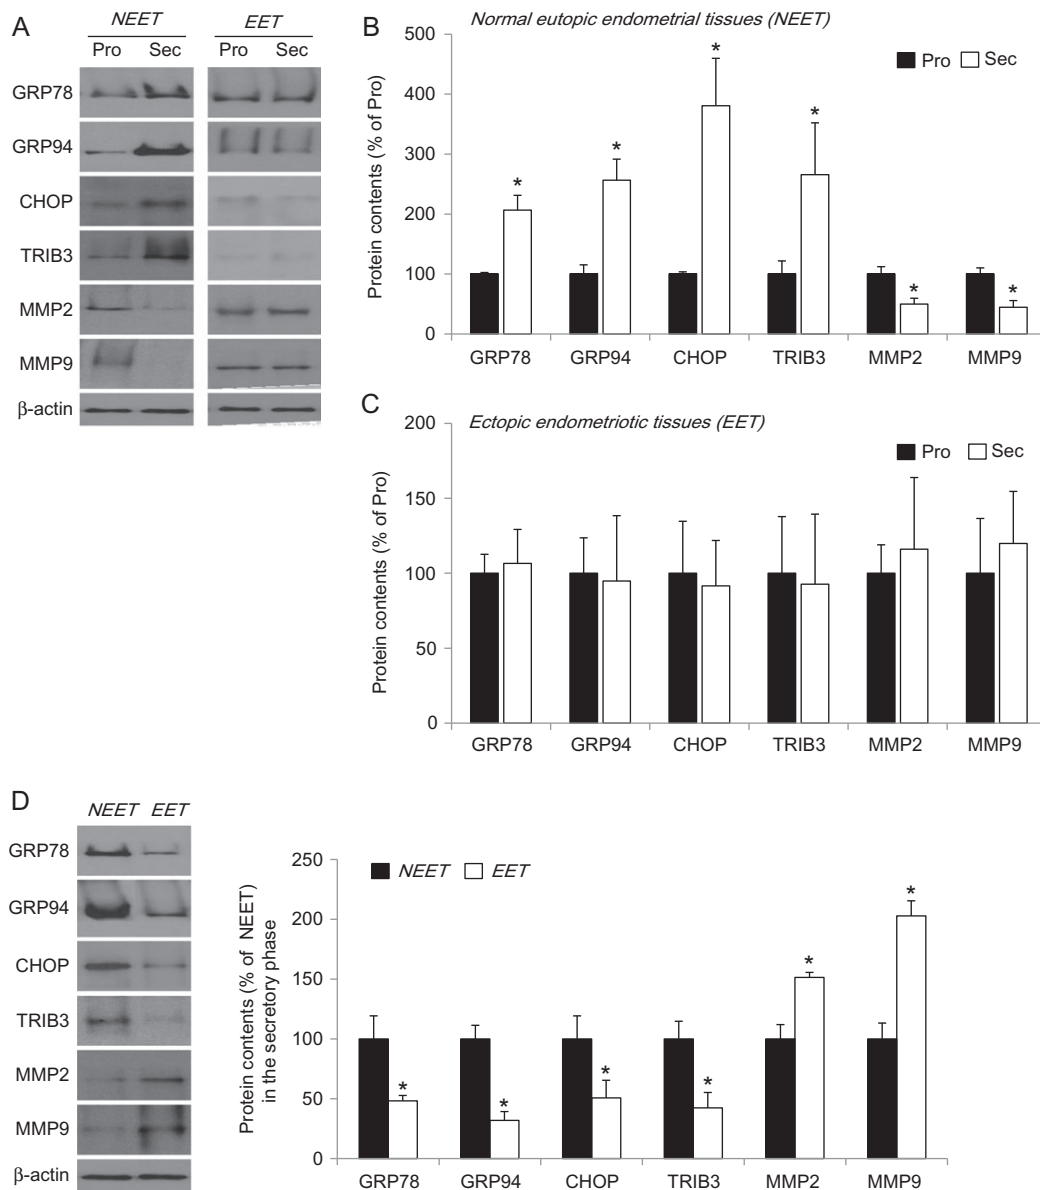 A
NEET EET
Pro Sec Pro Sec
GRP78
GRP94
CHOP
TRIB3
MMP2
MMP9
β-actin
B
Normal eutopic endometrial tissues (NEET)
Protein contents (% of Pro)
500
400
300
200
100
0
Pro Sec
* * * * * *
GRP78 GRP94 CHOP TRIB3 MMP2 MMP9
C
Ectopic endometriotic tissues (EET)
Protein contents (% of Pro)
200
150
100
50
0
Pro Sec
GRP78 GRP94 CHOP TRIB3 MMP2 MMP9
D
NEET EET
GRP78
GRP94
CHOP
TRIB3
MMP2
MMP9
β-actin
Protein contents (% of NEET)
in the secretory phase
250
200
150
100
50
0
NEET EET
* * * * * *
GRP78 GRP94 CHOP TRIB3 MMP2 MMP9